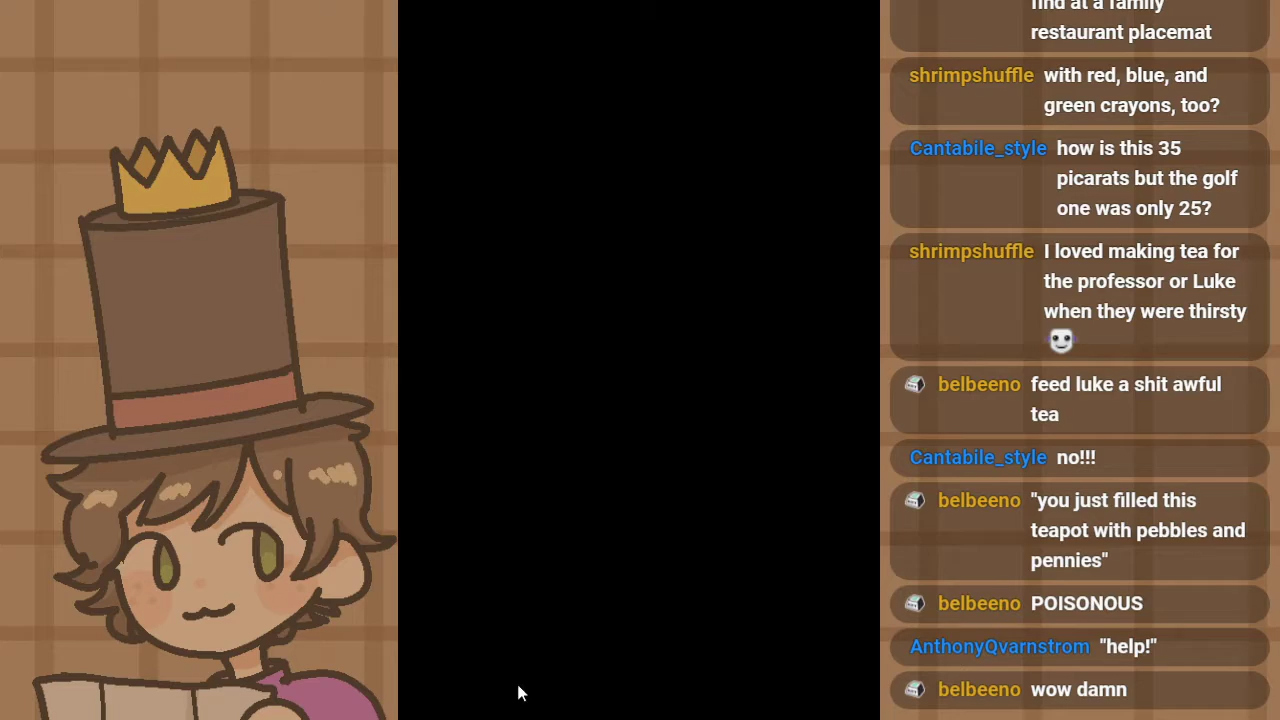 find at a family
restaurant placemat
shrimpshuffle with red, blue, and
green crayons, too?
Cantabile_style how is this 35
picarats but the golf
one was only 25?
shrimpshuffle I loved making tea for
the professor or Luke
when they were thirsty
belbeeno feed luke a shit awful
tea
Cantabile_style no!!!
belbeeno "you just filled this
teapot with pebbles and
pennies"
belbeeno POISONOUS
AnthonyQvarnstrom "help!"
belbeeno wow damn